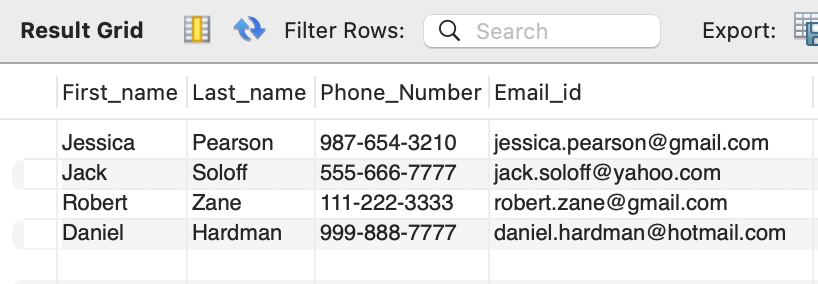 Result Grid Filter Rows: Search Export:
First_name Last_name Phone_Number Email_id
Jessica Pearson 987-654-3210 jessica.pearson@gmail.com
Jack Soloff 555-666-7777 jack.soloff@yahoo.com
Robert Zane 111-222-3333 robert.zane@gmail.com
Daniel Hardman 999-888-7777 daniel.hardman@hotmail.com